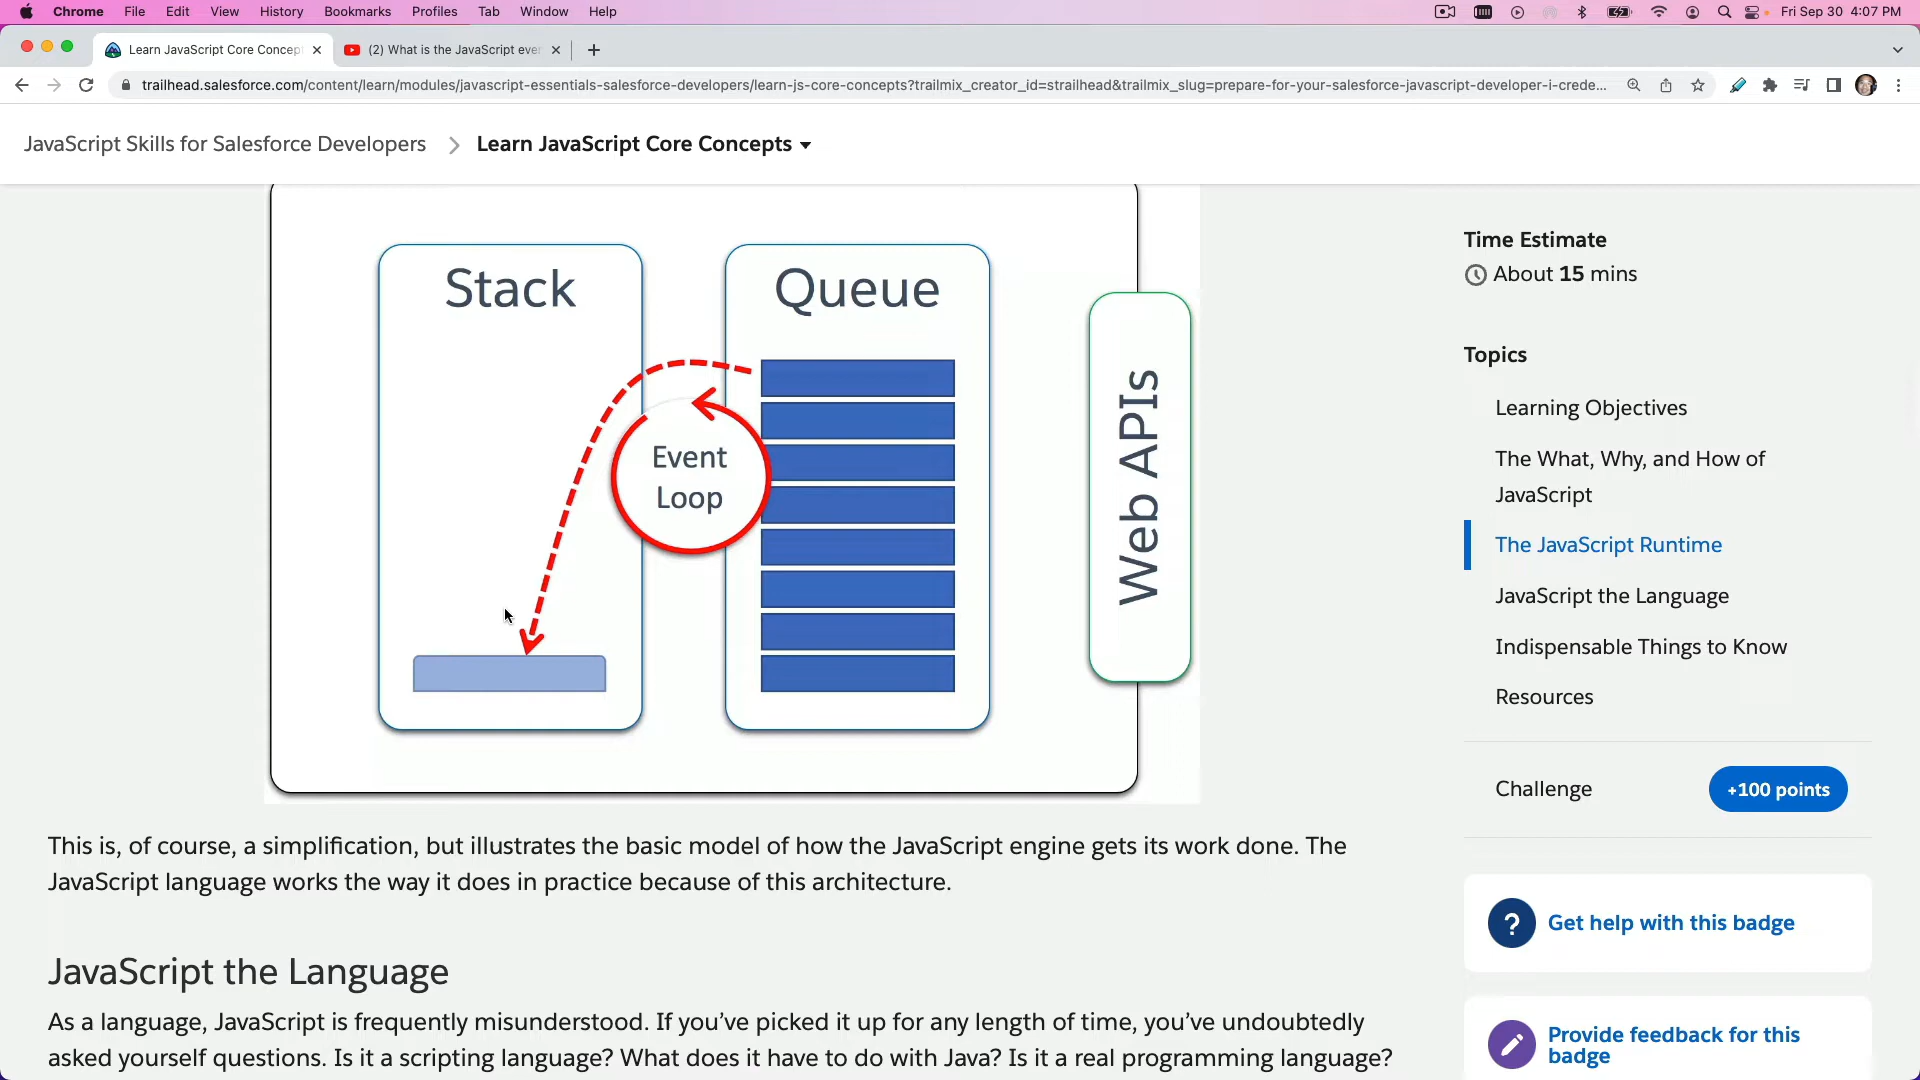 Chrome File Edit View History Bookmarks Profiles Tab Window Help Fri Sep 30 4:07 PM
Learn JavaScript Core Concep (2) What is the JavaScript eve
trailhead.salesforce.com/content/learn/modules/javascript-essentials-salesforce-developers/learn-js-core-concepts?trailmix_creator_id=strailhead&trailmix_slug=prepare-for-your-salesforce-javascript-developer-i-crede...
JavaScript Skills for Salesforce Developers Learn JavaScript Core Concepts
Stack
Queue
Event
Loop
Web APIs
This is, of course, a simplification, but illustrates the basic model of how the JavaScript engine gets its work done. The
JavaScript language works the way it does in practice because of this architecture.
JavaScript the Language
As a language, JavaScript is frequently misunderstood. If you've picked it up for any length of time, you've undoubtedly
asked yourself questions. Is it a scripting language? What does it have to do with Java? Is it a real programming language?
Time Estimate
About 15 mins
Topics
Learning Objectives
The What, Why, and How of
JavaScript
The JavaScript Runtime
JavaScript the Language
Indispensable Things to Know
Resources
Challenge +100 points
Get help with this badge
Provide feedback for this
badge